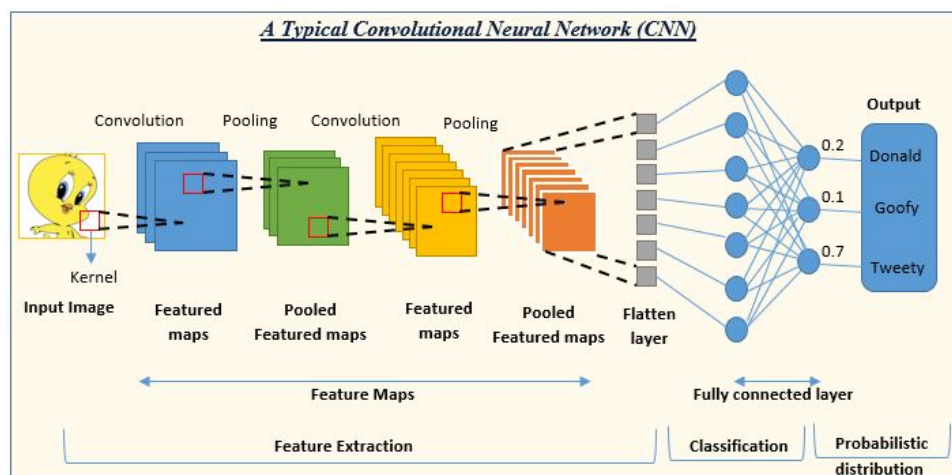 A Typical Convolutional Neural Network (CNN)
Convolution
Pooling
Convolution
Pooling
Output
0.2
Donald
0.1
Goofy
0.7
Tweety
Kernel
Input Image
Featured
maps
Pooled
Featured maps
Featured
maps
Pooled
Featured maps
Flatten
layer
Feature Maps
Fully connected layer
Feature Extraction
Classification
Probabilistic
distribution